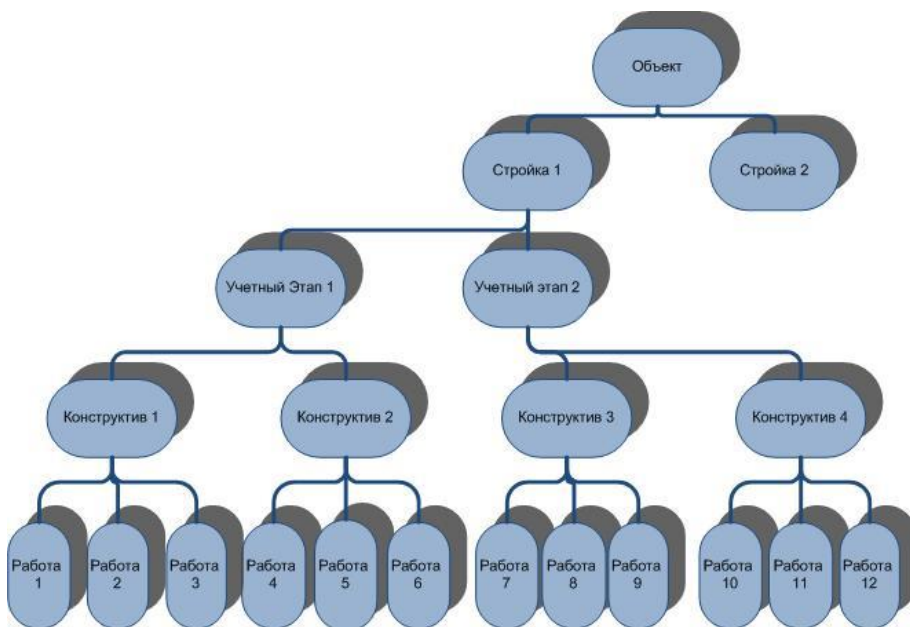 Объект
Стройка 1
Стройка 2
Учетный Этап 1
Учетный этап 2
Конструктив 1
Конструктив 2
Конструктив 3
Конструктив 4
Работа
1
Работа
2
Работа
3
Работа
4
Работа
5
Работа
6
Работа
7
Работа
8
Работа
9
Работа
10
Работа
11
Работа
12